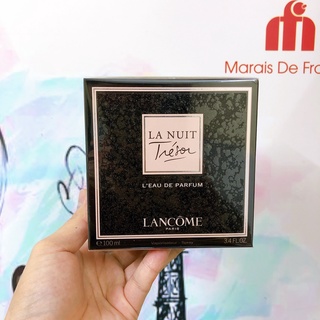 Marais De Fra
LA NUIT
Trésor
L'EAU DE PARFUM
LANCÔME
PARIS
e 100 ml
3.4 FL.OZ